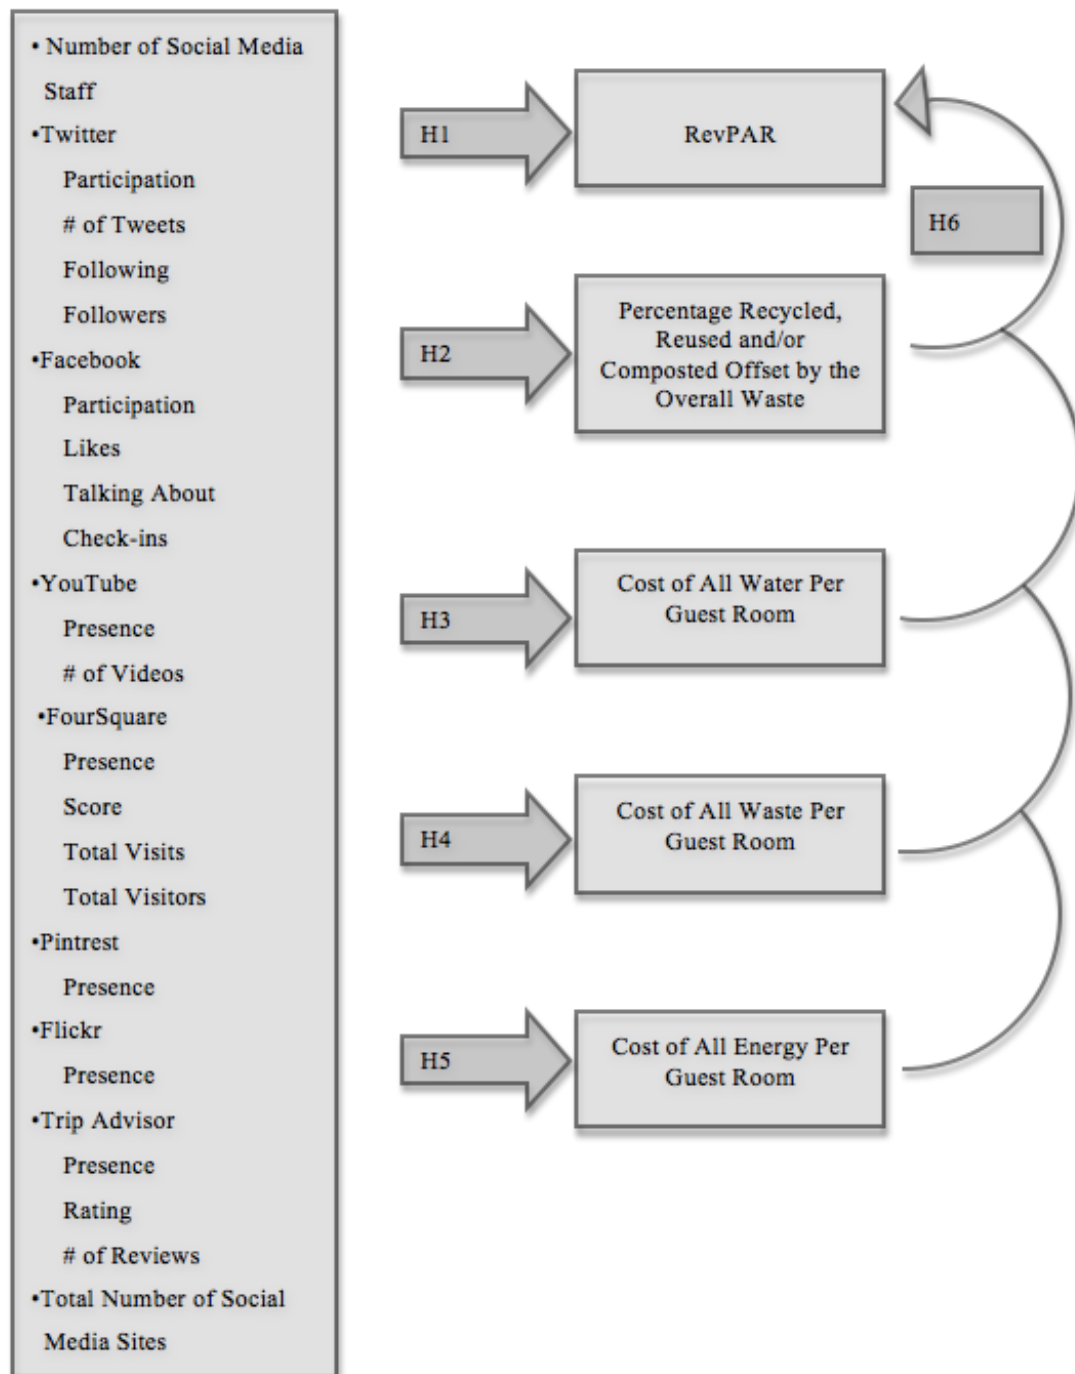 • Number of Social Media
Staff
•Twitter
Participation
# of Tweets
Following
Followers
•Facebook
Participation
Likes
Talking About
Check-ins
•YouTube
Presence
# of Videos
•FourSquare
Presence
Score
Total Visits
Total Visitors
•Pintrest
Presence
•Flickr
Presence
•Trip Advisor
Presence
Rating
# of Reviews
•Total Number of Social
Media Sites
H1
RevPAR
H6
H2
Percentage Recycled,
Reused and/or
Composted Offset by the
Overall Waste
H3
Cost of All Water Per
Guest Room
H4
Cost of All Waste Per
Guest Room
H5
Cost of All Energy Per
Guest Room